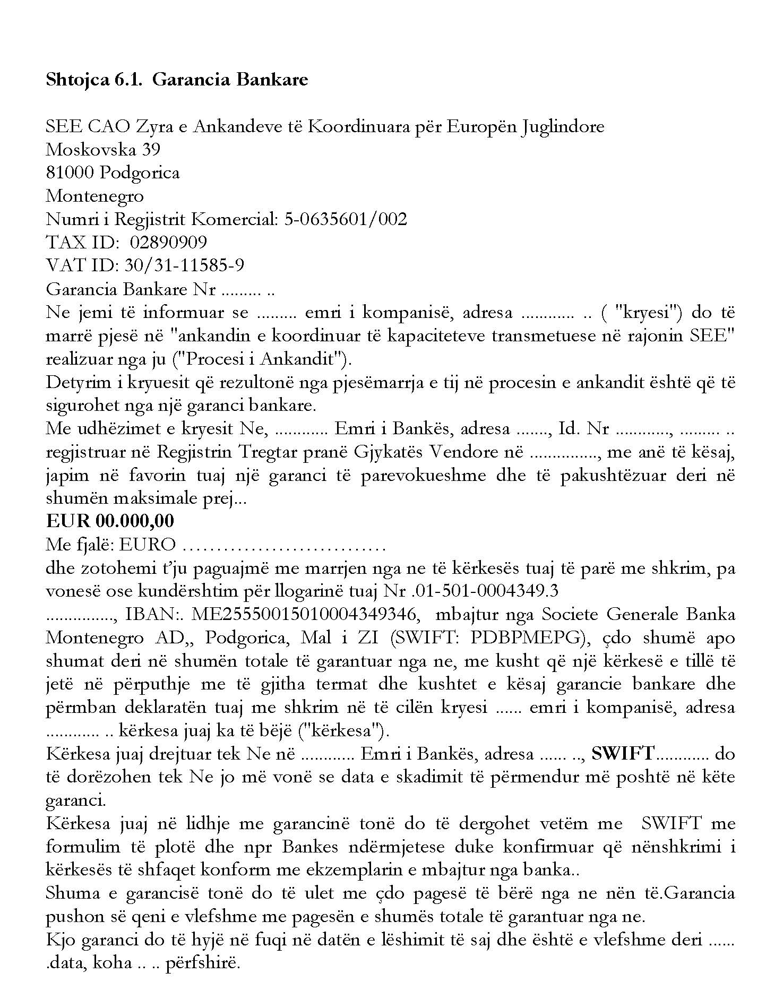 Shtojca 6.1.  Garancia Bankare
SEE CAO Zyra e Ankandeve të Koordinuara për Europën Juglindore
Moskovska 39
81000 Podgorica
Montenegro
Numri i Regjistrit Komercial: 5-0635601/002
TAX ID:  02890909
VAT ID: 30/31-11585-9
Garancia Bankare Nr ......... ..
Ne jemi të informuar se ......... emri i kompanisë, adresa ............ .. ( "kryesi") do të
marrë pjesë në "ankandin e koordinuar të kapaciteteve transmetuese në rajonin SEE"
realizuar nga ju ("Procesi i Ankandit").
Detyrim i kryuesit që rezultonë nga pjesëmarrja e tij në procesin e ankandit është që të
sigurohet nga një garanci bankare.
Me udhëzimet e kryesit Ne, ............ Emri i Bankës, adresa ......., Id. Nr ............, ......... ..
regjistruar në Regjistrin Tregtar pranë Gjykatës Vendore në ..............., me anë të kësaj,
japim në favorin tuaj një garanci të parevokueshme dhe të pakushtëzuar deri në
shumën maksimale prej...
EUR 00.000,00
Me fjalë: EURO …………………………
dhe zotohemi t’ju paguajmë me marrjen nga ne të kërkesës tuaj të parë me shkrim, pa
vonesë ose kundërshtim për llogarinë tuaj Nr .01-501-0004349.3
..............., IBAN:. ME25550015010004349346,  mbajtur nga Societe Generale Banka
Montenegro AD,, Podgorica, Mal i ZI (SWIFT: PDBPMEPG), çdo shumë apo
shumat deri në shumën totale të garantuar nga ne, me kusht që një kërkesë e tillë të
jetë në përputhje me të gjitha termat dhe kushtet e kësaj garancie bankare dhe
përmban deklaratën tuaj me shkrim në të cilën kryesi ...... emri i kompanisë, adresa
............ .. kërkesa juaj ka të bëjë ("kërkesa").
Kërkesa juaj drejtuar tek Ne në ............ Emri i Bankës, adresa ...... .., SWIFT............ do
të dorëzohen tek Ne jo më vonë se data e skadimit të përmendur më poshtë në këte
garanci.
Kërkesa juaj në lidhje me garancinë tonë do të dergohet vetëm me  SWIFT me
formulim të plotë dhe npr Bankes ndërmjetese duke konfirmuar që nënshkrimi i
kërkesës të shfaqet konform me ekzemplarin e mbajtur nga banka..
Shuma e garancisë tonë do të ulet me çdo pagesë të bërë nga ne nën të.Garancia
pushon së qeni e vlefshme me pagesën e shumës totale të garantuar nga ne.
Kjo garanci do të hyjë në fuqi në datën e lëshimit të saj dhe është e vlefshme deri ......
.data, koha .. .. përfshirë.